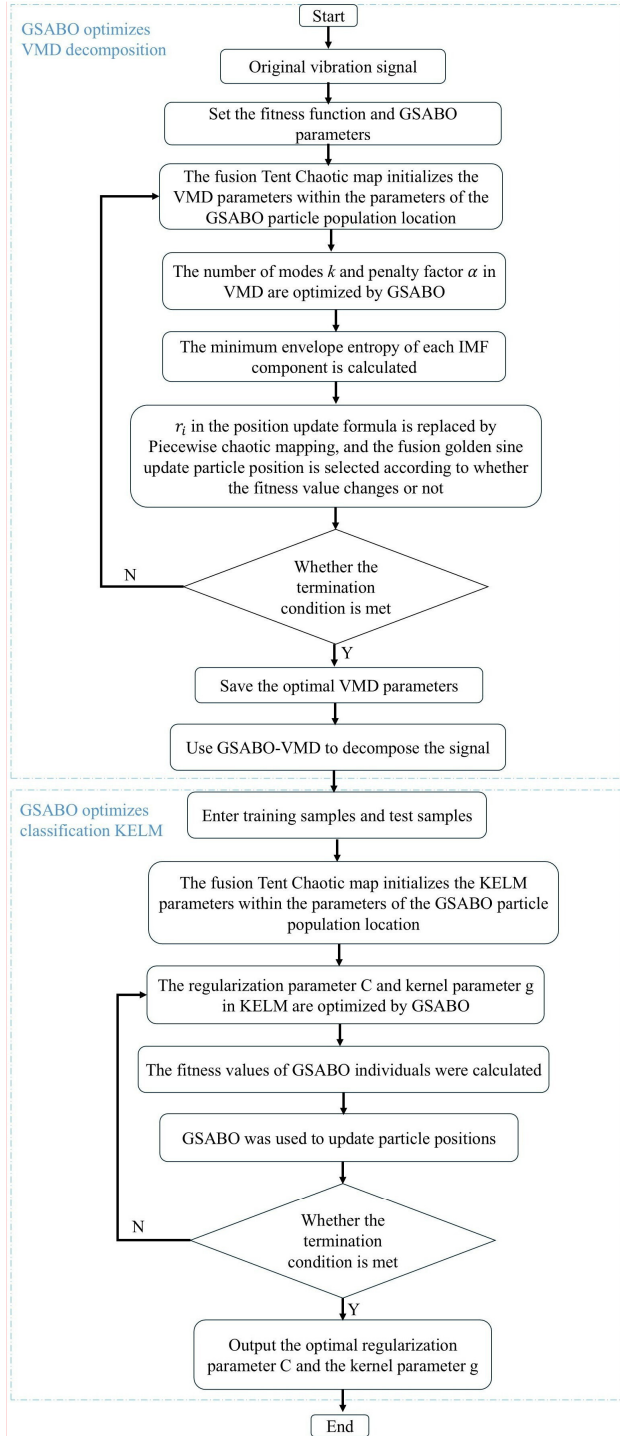 GSABO optimizes
VMD decomposition
Start
Original vibration signal
Set the fitness function and GSABO
parameters
The fusion Tent Chaotic map initializes the
VMD parameters within the parameters of the
GSABO particle population location
The number of modes k and penalty factor α in
VMD are optimized by GSABO
The minimum envelope entropy of each IMF
component is calculated
r_i in the position update formula is replaced by
Piecewise chaotic mapping, and the fusion golden sine
update particle position is selected according to whether
the fitness value changes or not
N
Whether the
termination
condition is met
Y
Save the optimal VMD parameters
Use GSABO-VMD to decompose the signal
GSABO optimizes
classification KELM
Enter training samples and test samples
The fusion Tent Chaotic map initializes the KELM
parameters within the parameters of the GSABO particle
population location
The regularization parameter C and kernel parameter g
in KELM are optimized by GSABO
The fitness values of GSABO individuals were calculated
GSABO was used to update particle positions
N
Whether the
termination
condition is met
Y
Output the optimal regularization
parameter C and the kernel parameter g
End